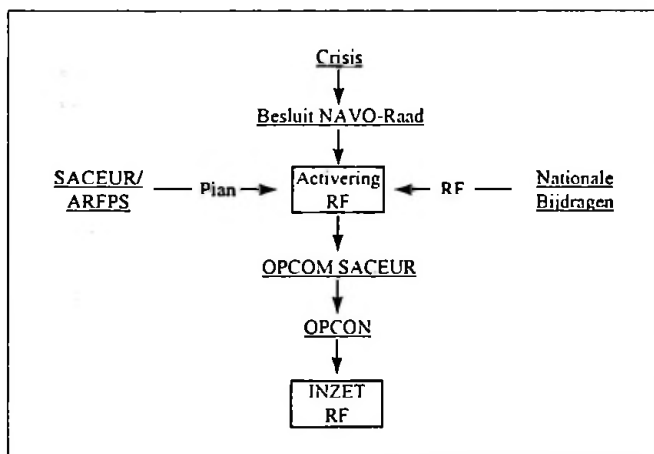 Crisis
Besluit NAVO-Raad
SACEUR/
ARFPS
Plan
Activering
RF
RF
Nationale
Bijdragen
OPCOM SACEUR
OPCON
INZET
RF